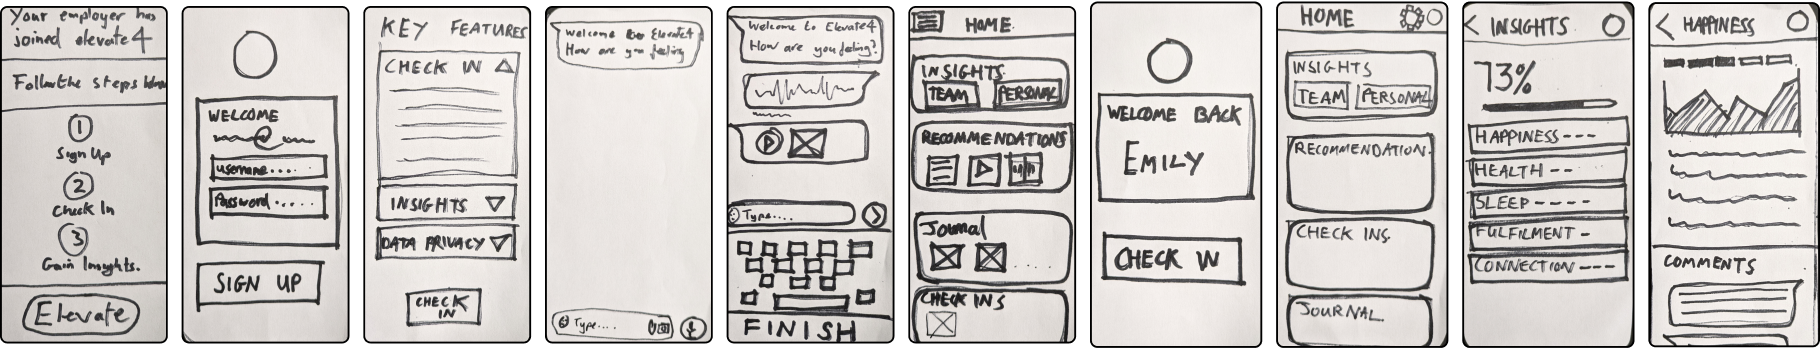 Your employer has
joined elevate4
Follow the steps
1
Sign Up
2
Check In
3
Gain Insights.
Elevate
WELCOME
username....
Password.....
SIGN UP
KEY FEATURES
CHECK IN
INSIGHTS
DATA PRIVACY
CHECK
IN
Welcome Elevate4
How are you feeling
Type....
Welcome to Elevate4
How are you feeling?
Type....
FINISH
HOME
INSIGHTS
TEAM PERSONAL
RECOMMENDATIONS
Journal
....
CHECK INS
WELCOME BACK
EMILY
CHECK IN
HOME
INSIGHTS
TEAM PERSONAL
RECOMMENDATION.
CHECK INS
JOURNAL
< INSIGHTS
73%
HAPPINESS ---
HEALTH --
SLEEP ----
FULFILMENT -
CONNECTION ---
< HAPPINESS
COMMENTS